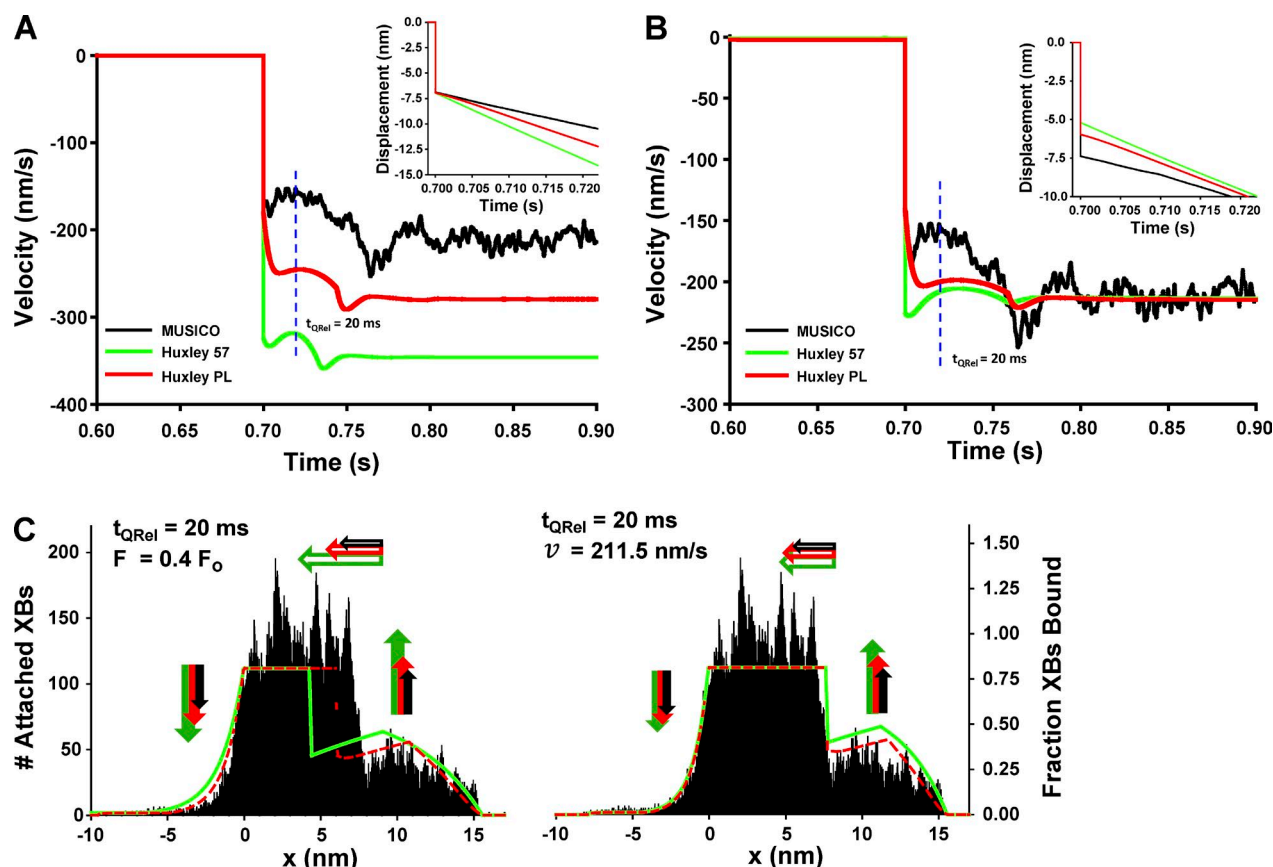 A
Velocity (nm/s)
0
-100
-200
-300
-400
0.60
0.65
0.70
0.75
0.80
0.85
0.90
Time (s)
MUSICO
Huxley 57
Huxley PL
tQRel = 20 ms
Displacement (nm)
0.0
-2.5
-5.0
-7.5
-10.0
-12.5
-15.0
0.700
0.705
0.710
0.715
0.720
Time (s)
B
Velocity (nm/s)
0
-50
-100
-150
-200
-250
-300
0.60
0.65
0.70
0.75
0.80
0.85
0.90
Time (s)
MUSICO
Huxley 57
Huxley PL
tQRel = 20 ms
Displacement (nm)
0.0
-2.5
-5.0
-7.5
-10.0
0.700
0.705
0.710
0.715
0.720
Time (s)
C
tQRel = 20 ms
F = 0.4 Fo
# Attached XBs
200
150
100
50
0
-10
-5
0
5
10
15
x (nm)
tQRel = 20 ms
𝒱 = 211.5 nm/s
-10
-5
0
5
10
15
x (nm)
1.50
1.25
1.00
0.75
0.50
0.25
0.00
Fraction XBs Bound